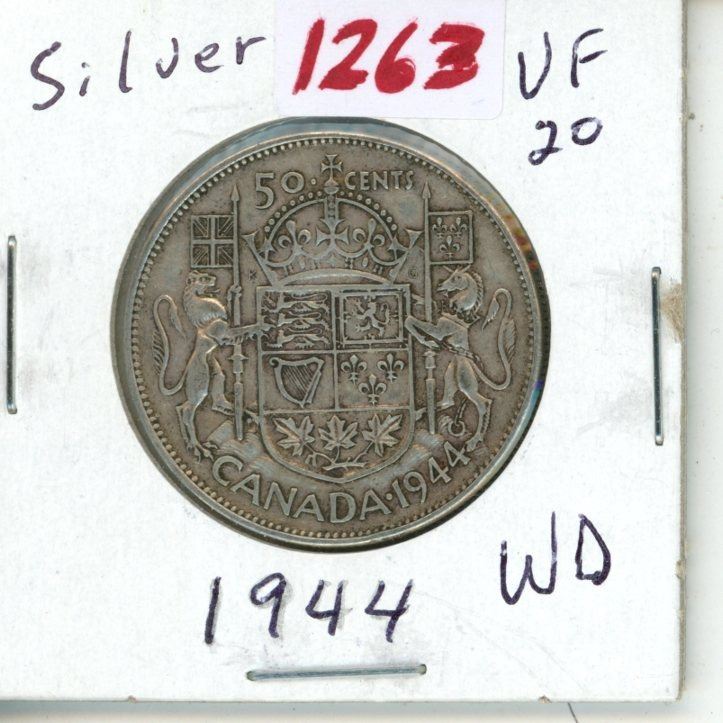 Silver 1263 VF
20
50 · CENTS
K G
CANADA · 1944
1944 WD